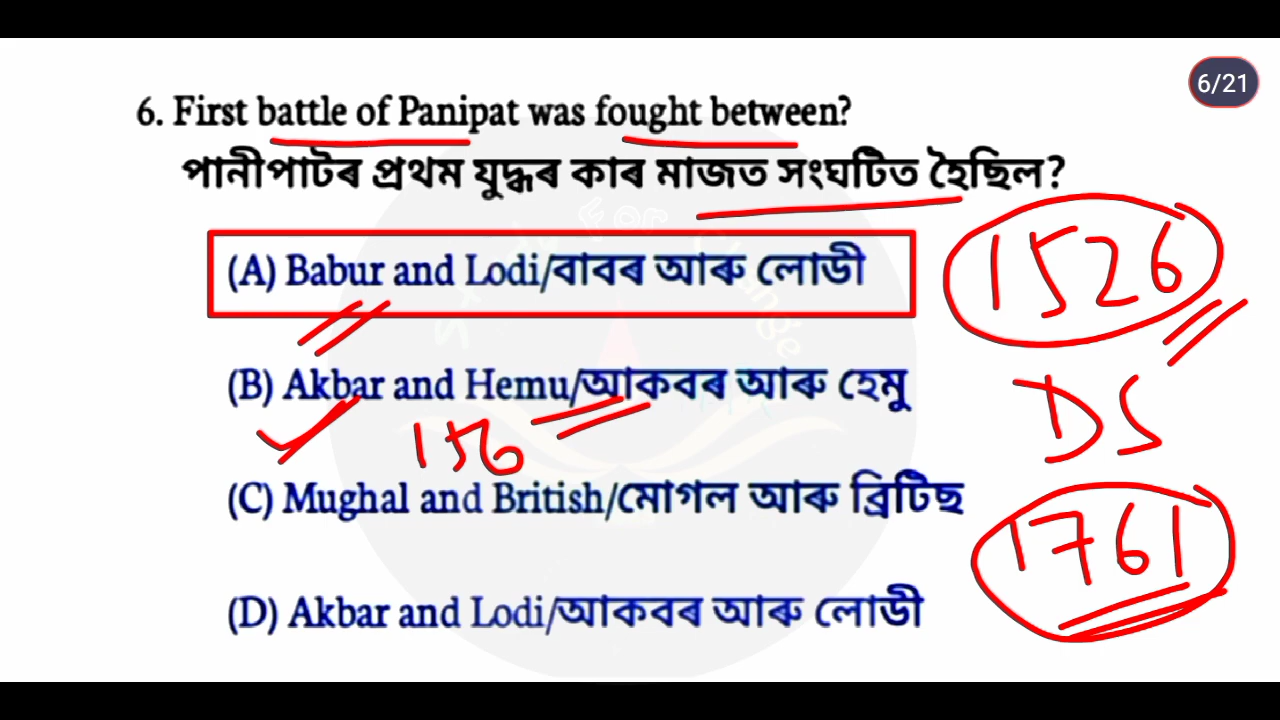 6/21
6. First battle of Panipat was fought between?
পানীপাটৰ প্ৰথম যুদ্ধৰ কাৰ মাজত সংঘটিত হৈছিল?
(A) Babur and Lodi/বাবৰ আৰু লোডী
1526
(B) Akbar and Hemu/আকবৰ আৰু হেমু
DS
156
(C) Mughal and British/মোগল আৰু ব্ৰিটিছ
1761
(D) Akbar and Lodi/আকবৰ আৰু লোডী